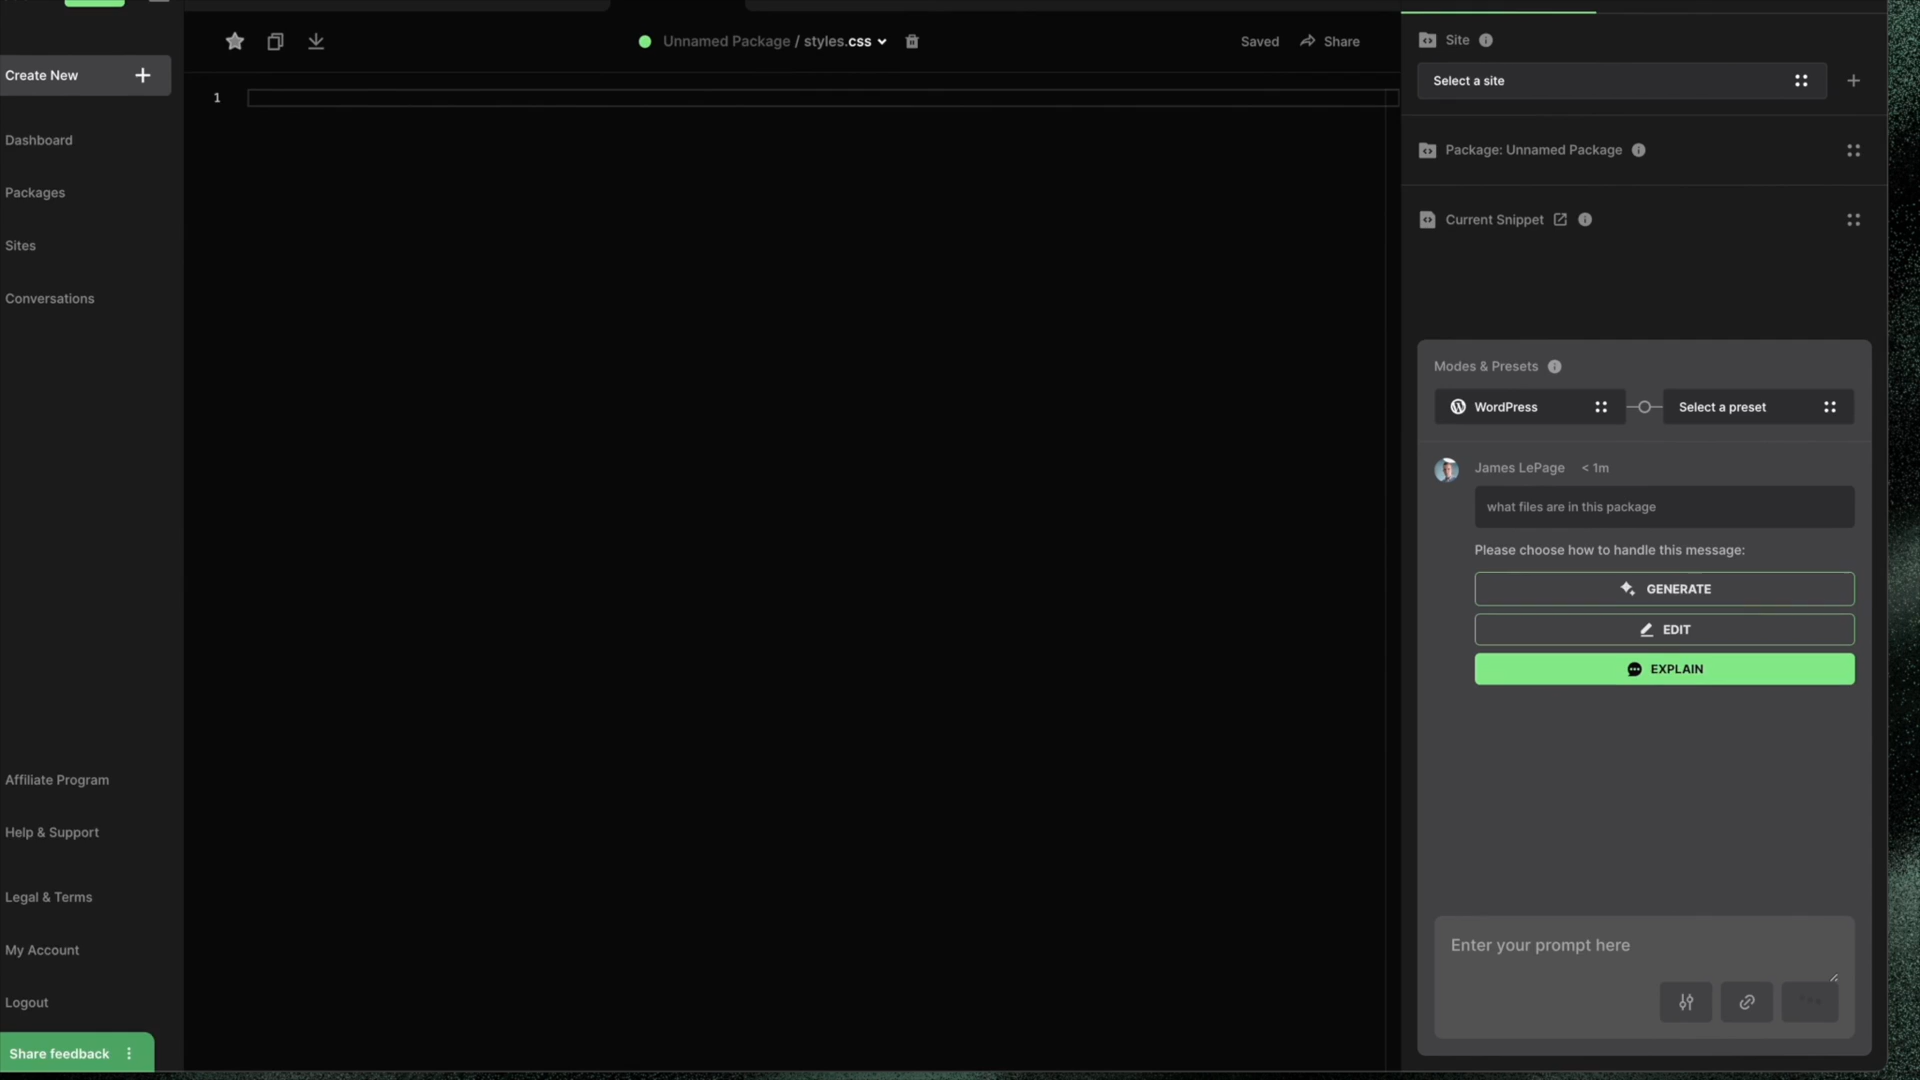 Create New
Dashboard
Packages
Sites
Conversations
Affiliate Program
Help & Support
Legal & Terms
My Account
Logout
Share feedback
Unnamed Package / styles.css
Saved
Share
1
Site
Select a site
Package: Unnamed Package
Current Snippet
Modes & Presets
WordPress
Select a preset
James LePage < 1m
what files are in this package
Please choose how to handle this message:
GENERATE
EDIT
EXPLAIN
Enter your prompt here